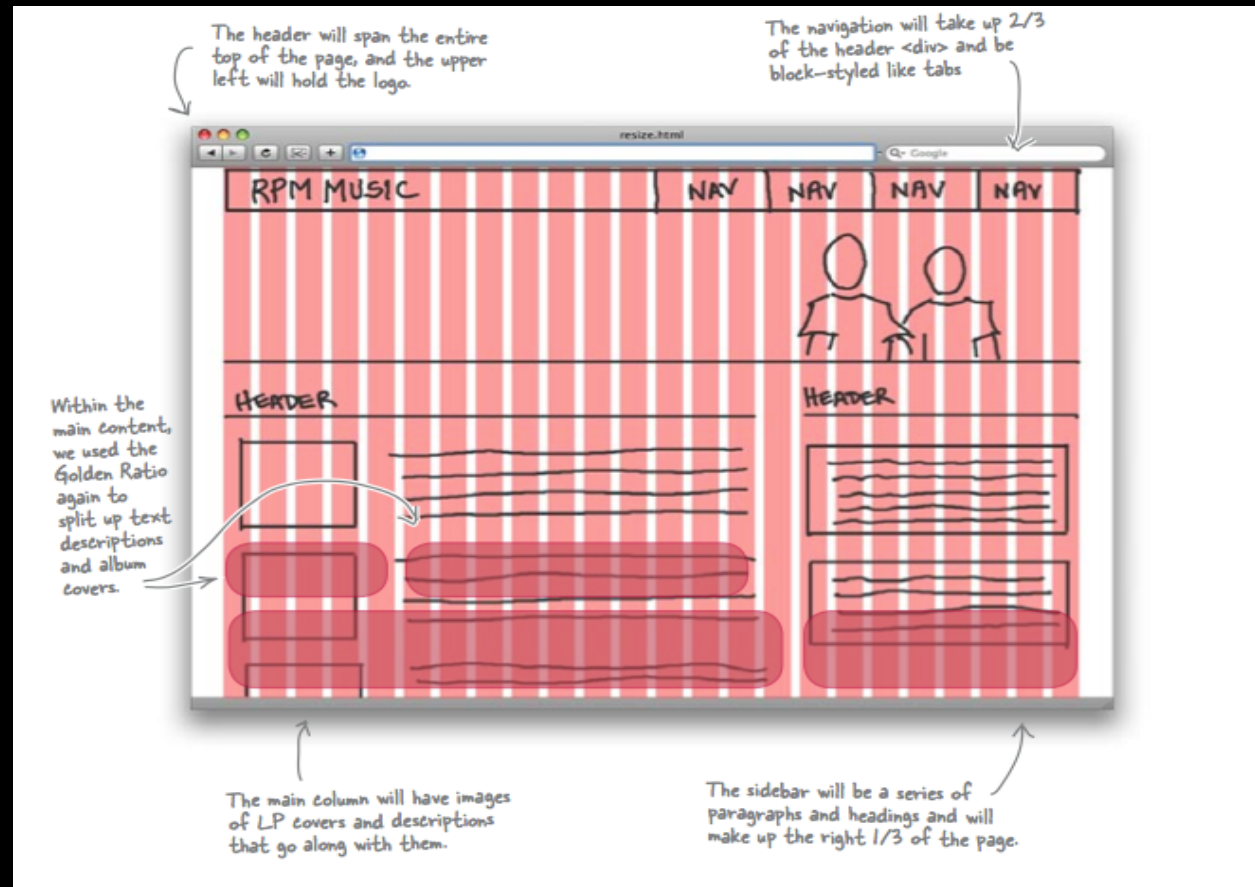 The header will span the entire
top of the page, and the upper
left will hold the logo.
The navigation will take up 2/3
of the header <div> and be
block-styled like tabs
resize.html
Google
RPM MUSIC
NAV
NAV
NAV
NAV
HEADER
HEADER
Within the
main content,
we used the
Golden Ratio
again to
split up text
descriptions
and album
covers.
The main column will have images
of LP covers and descriptions
that go along with them.
The sidebar will be a series of
paragraphs and headings and will
make up the right 1/3 of the page.